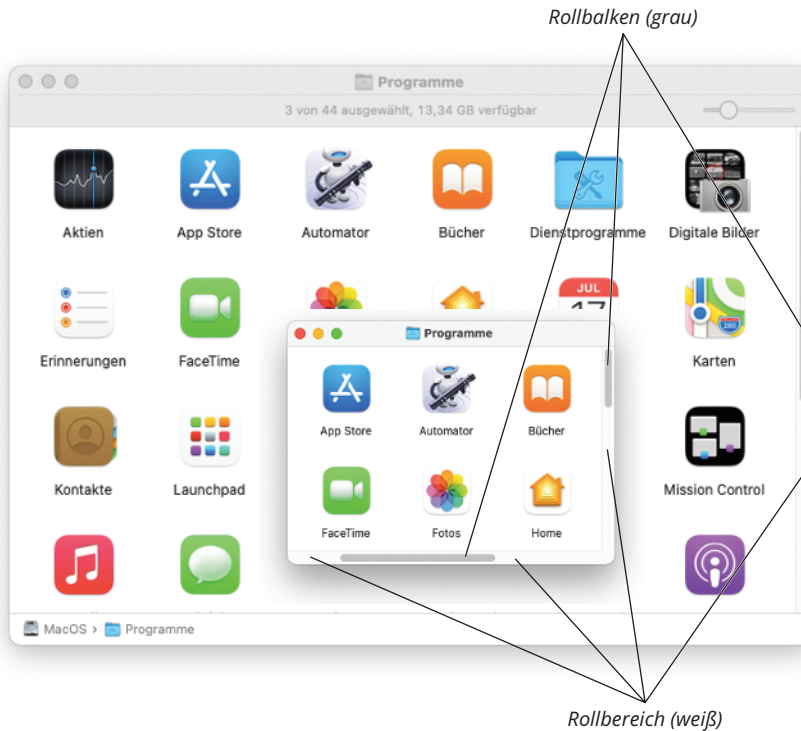 Rollbalken (grau)
Programme
3 von 44 ausgewählt, 13,34 GB verfügbar
Aktien
App Store
Automator
Bücher
Dienstprogramme
Digitale Bilder
JUL
17
280
Erinnerungen
FaceTime
Karten
Programme
App Store
Automator
Bücher
Kontakte
Launchpad
Mission Control
FaceTime
Fotos
Home
MacOS › Programme
Rollbereich (weiß)